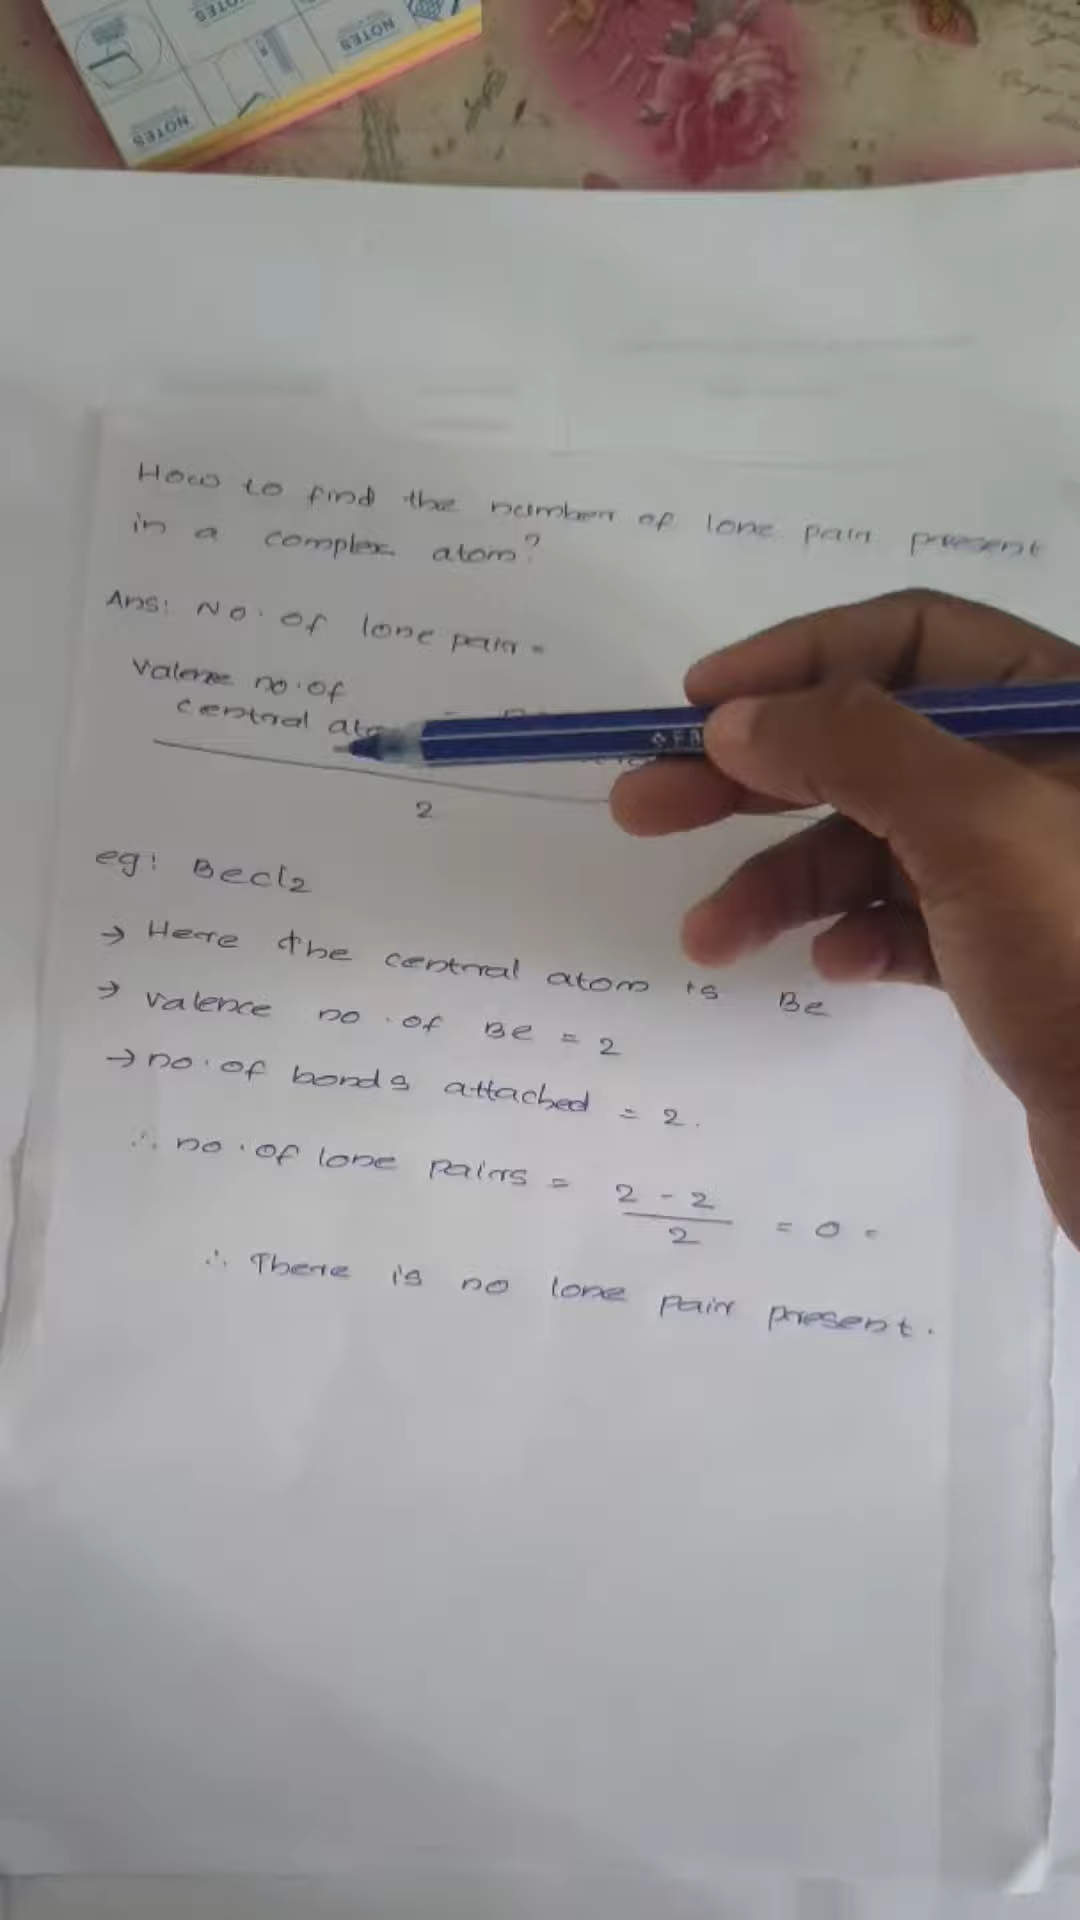 NOTES
NOTES
NOTES
How to find the number of lone pair present
in a complex atom?
Ans: No. of lone pair =
Valence no. of
central
2
eg: Becl2
→ Here the central atom is Be
→ valence no. of Be = 2
→ no. of bonds attached = 2.
∴ no. of lone pairs = 2 - 2 / 2 = 0.
∴ There is no lone pair present.